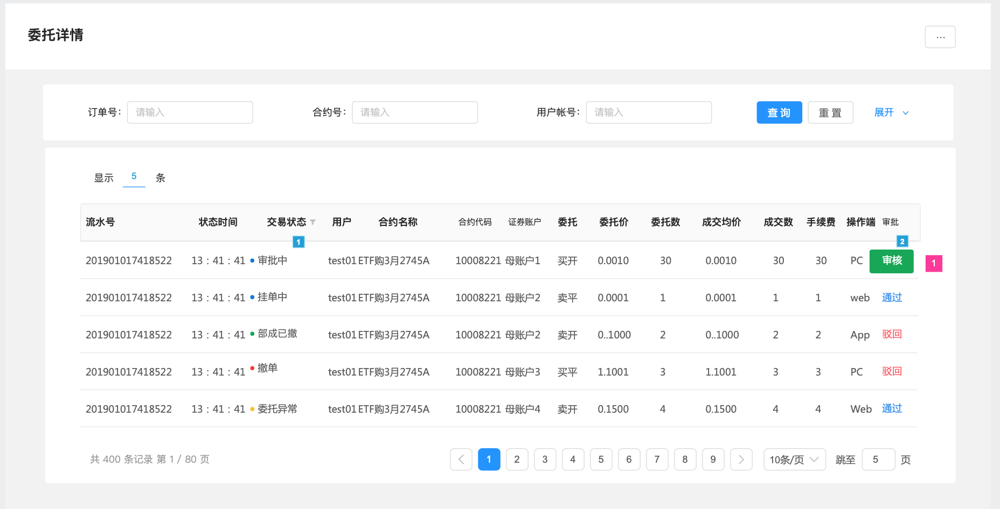 委托详情
...
订单号: 请输入 合约号: 请输入 用户帐号: 请输入 查 询 重 置 展开
显示 5 条
流水号 状态时间 交易状态 用户 合约名称 合约代码 证券账户 委托 委托价 委托数 成交均价 成交数 手续费 操作端 审批
1 2
201901017418522 13 : 41 : 41 审批中 test01 ETF购3月2745A 10008221 母账户1 买开 0.0010 30 0.0010 30 30 PC 审核 1
201901017418522 13 : 41 : 41 挂单中 test01 ETF购3月2745A 10008221 母账户2 卖平 0.0001 1 0.0001 1 1 web 通过
201901017418522 13 : 41 : 41 部成已撤 test01 ETF购3月2745A 10008221 母账户2 卖开 0..1000 2 0..1000 2 2 App 驳回
201901017418522 13 : 41 : 41 撤单 test01 ETF购3月2745A 10008221 母账户3 买平 1.1001 3 1.1001 3 3 PC 驳回
201901017418522 13 : 41 : 41 委托异常 test01 ETF购3月2745A 10008221 母账户4 卖开 0.1500 4 0.1500 4 4 Web 通过
共 400 条记录 第 1 / 80 页 1 2 3 4 5 6 7 8 9 10条/页 跳至 5 页